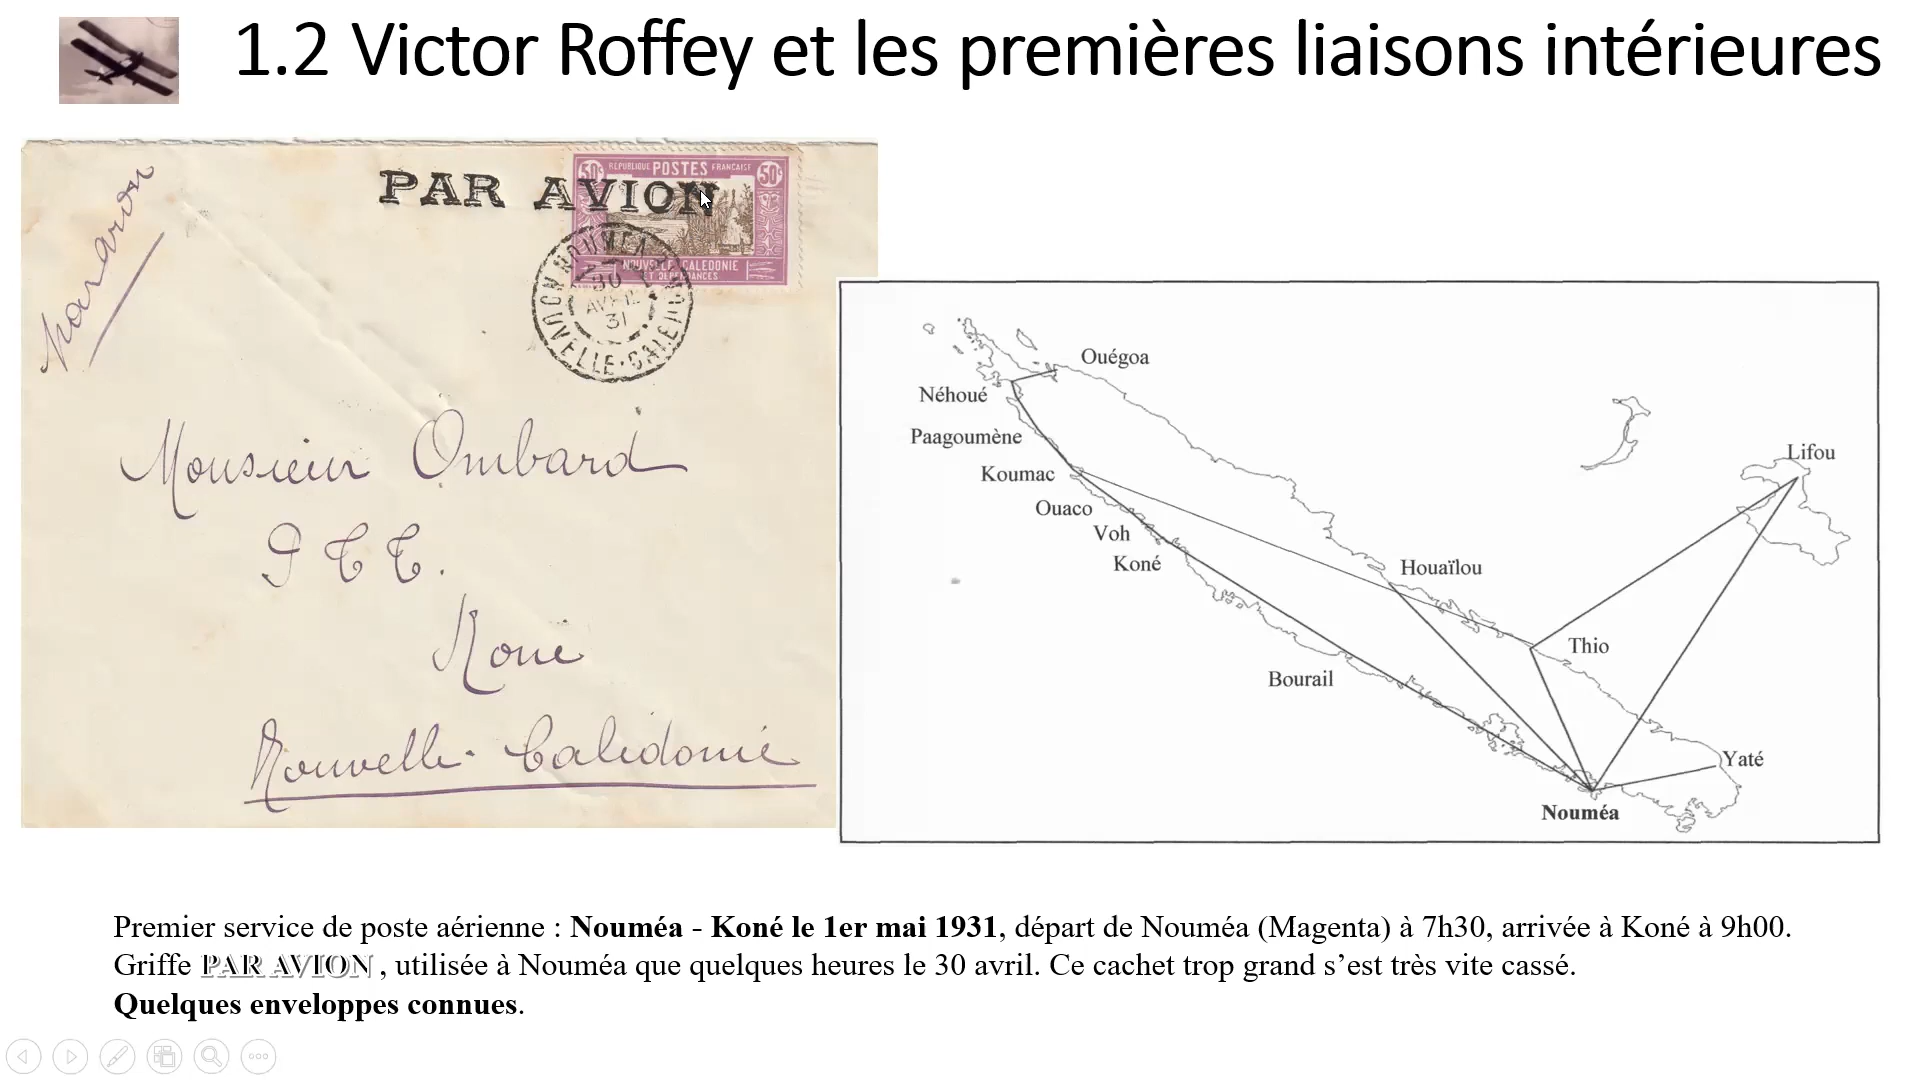 1.2 Victor Roffey et les premières liaisons intérieures
Par avion
PAR AVION
50c REPUBLIQUE POSTES FRANCAISE 50c
NOUVELLE-CALEDONIE
ET DEPENDANCES
NOUMEA
30
AVRIL
31
NOUVELLE-CALEDONIE
Monsieur Ombard
P T T.
Koné
Nouvelle-Calédonie
Ouégoa
Néhoué
Paagoumène
Koumac
Ouaco
Voh
Koné
Lifou
Houaïlou
Thio
Bourail
Yaté
Nouméa
Premier service de poste aérienne : Nouméa - Koné le 1er mai 1931, départ de Nouméa (Magenta) à 7h30, arrivée à Koné à 9h00.
Griffe PAR AVION , utilisée à Nouméa que quelques heures le 30 avril. Ce cachet trop grand s’est très vite cassé.
Quelques enveloppes connues.